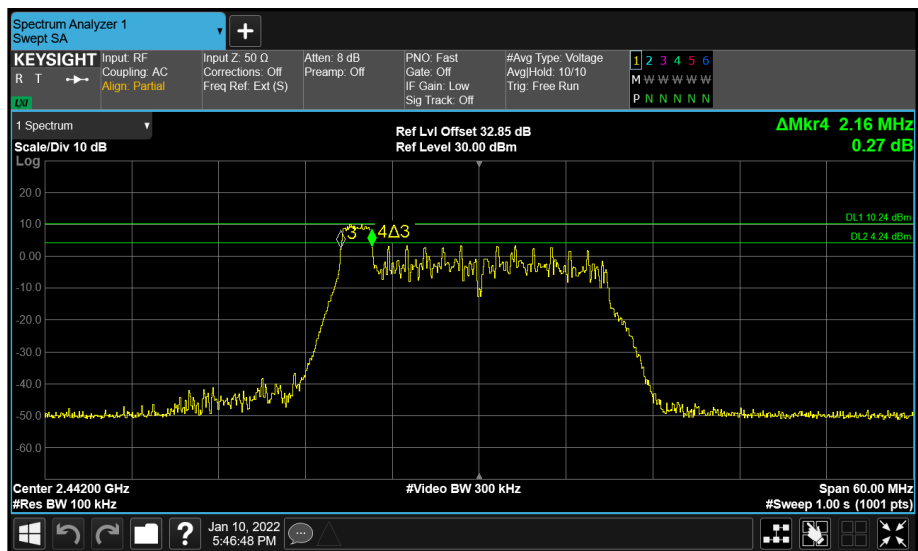 Spectrum Analyzer 1
Swept SA
+
KEYSIGHT
R T
LXI
Input: RF
Coupling: AC
Align: Partial
Input Z: 50 Ω
Corrections: Off
Freq Ref: Ext (S)
Atten: 8 dB
Preamp: Off
PNO: Fast
Gate: Off
IF Gain: Low
Sig Track: Off
#Avg Type: Voltage
Avg|Hold: 10/10
Trig: Free Run
1 2 3 4 5 6
M W W W W W
P N N N N N
1 Spectrum
Scale/Div 10 dB
Ref Lvl Offset 32.85 dB
Ref Level 30.00 dBm
ΔMkr4 2.16 MHz
0.27 dB
Log
20.0
10.0
0.00
-10.0
-20.0
-30.0
-40.0
-50.0
-60.0
3
4Δ3
DL1 10.24 dBm
DL2 4.24 dBm
Center 2.44200 GHz
#Res BW 100 kHz
#Video BW 300 kHz
Span 60.00 MHz
#Sweep 1.00 s (1001 pts)
?
Jan 10, 2022
5:46:48 PM